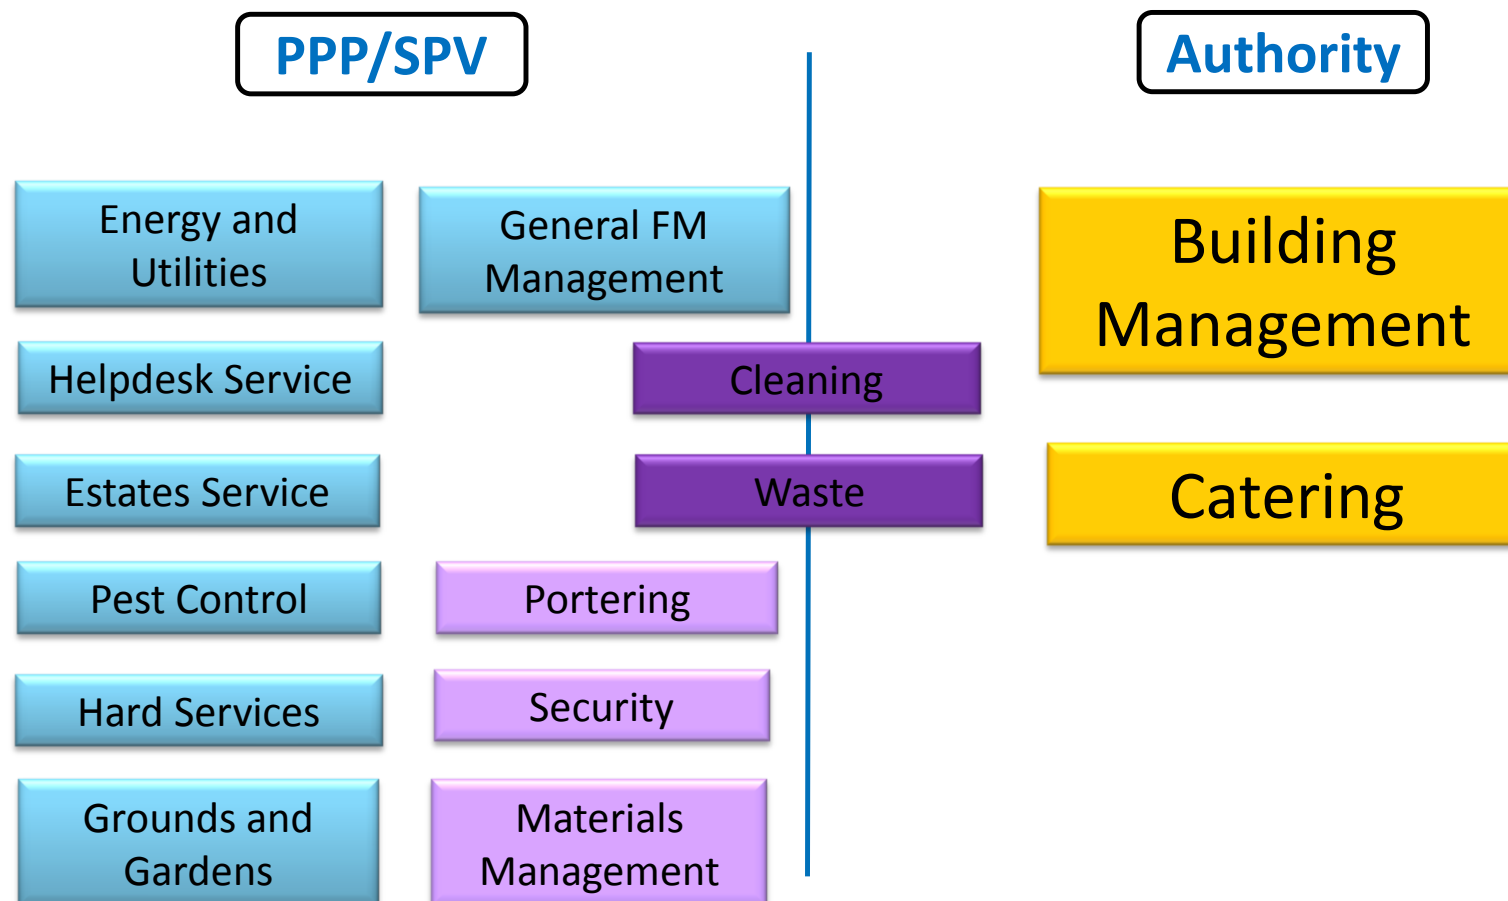 PPP/SPV
Authority
Energy and
Utilities
General FM
Management
Building
Management
Helpdesk Service
Cleaning
Estates Service
Waste
Catering
Pest Control
Portering
Hard Services
Security
Grounds and
Gardens
Materials
Management